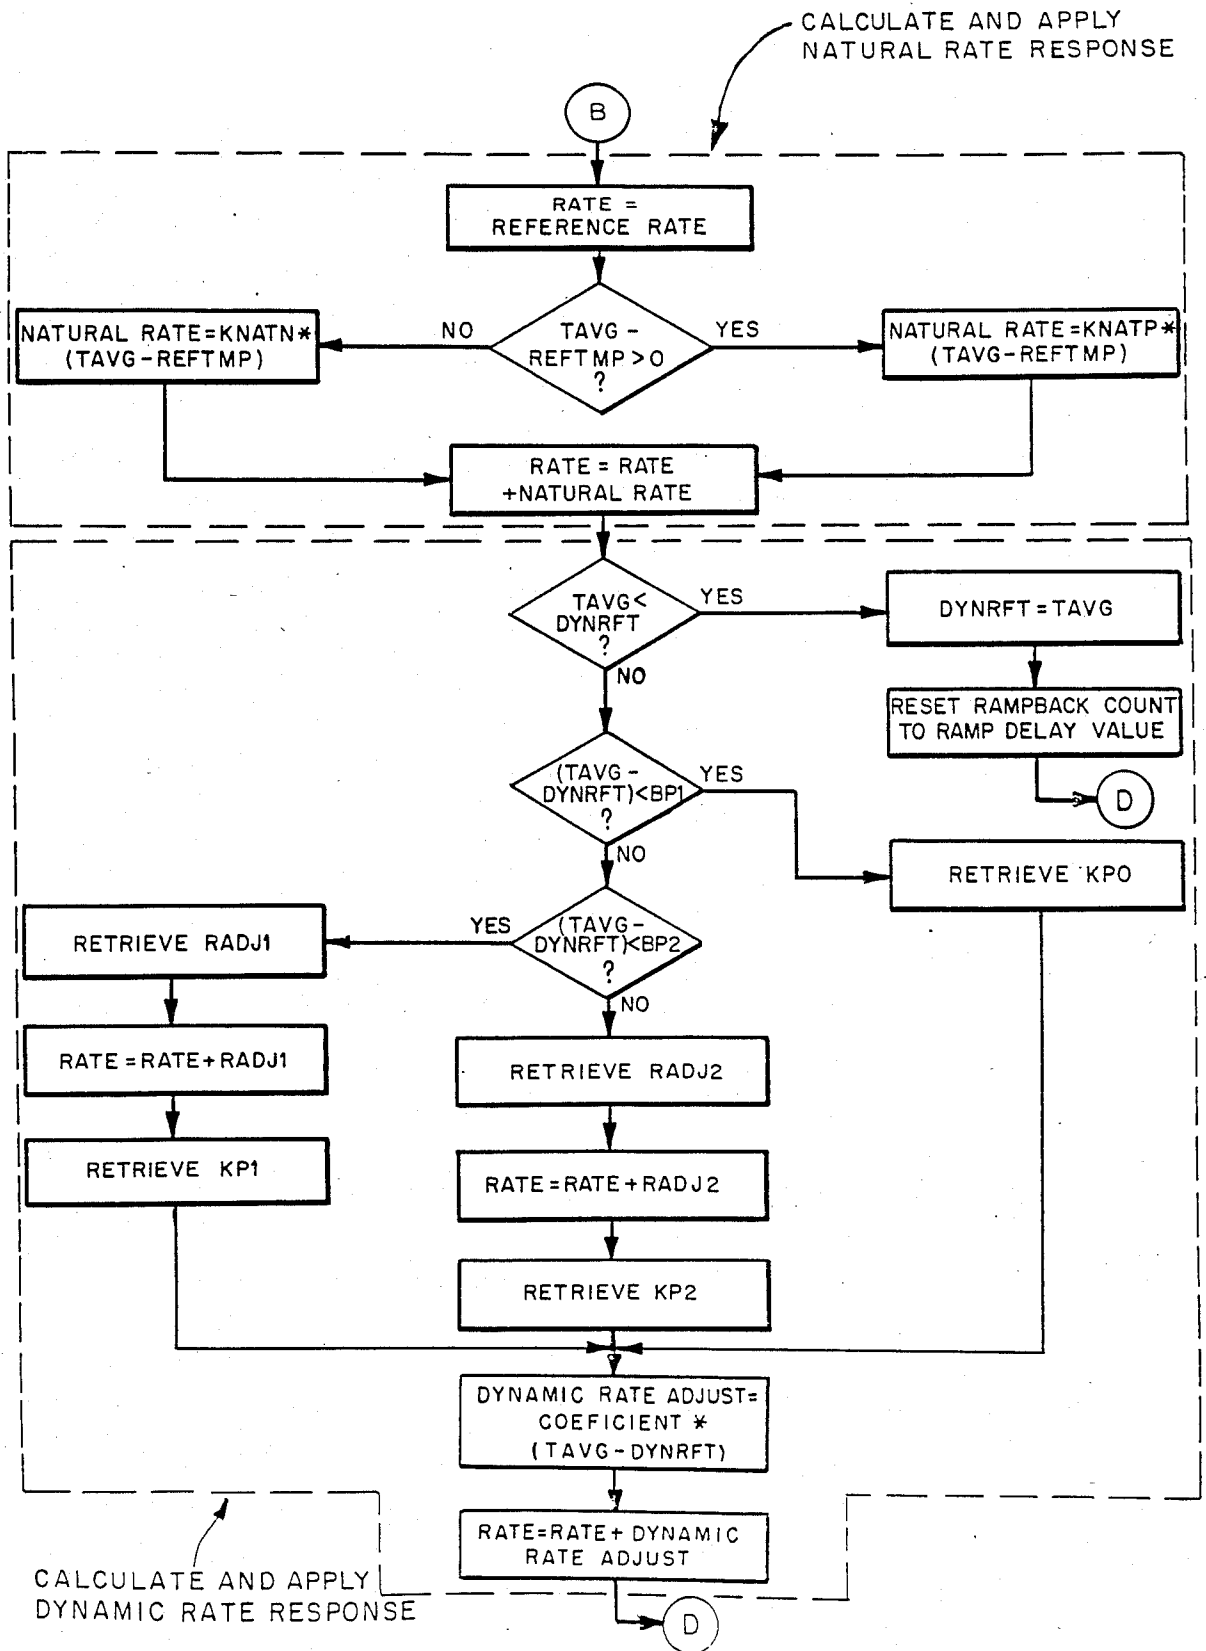 CALCULATE AND APPLY
NATURAL RATE RESPONSE
B
RATE =
REFERENCE RATE
NATURAL RATE=KNATN*
(TAVG-REFTMP)
NO
TAVG -
REFTMP>0
?
YES
NATURAL RATE=KNATP*
(TAVG-REFTMP)
RATE = RATE
+NATURAL RATE
TAVG<
DYNRFT
?
YES
DYNRFT=TAVG
NO
RESET RAMPBACK COUNT
TO RAMP DELAY VALUE
D
(TAVG-
DYNRFT)<BP1
?
YES
NO
RETRIEVE KP0
RETRIEVE RADJ1
YES
(TAVG-
DYNRFT)<BP2
?
NO
RATE=RATE+RADJ1
RETRIEVE RADJ2
RETRIEVE KP1
RATE=RATE+RADJ2
RETRIEVE KP2
DYNAMIC RATE ADJUST=
COEFICIENT *
(TAVG-DYNRFT)
RATE=RATE+DYNAMIC
RATE ADJUST
CALCULATE AND APPLY
DYNAMIC RATE RESPONSE
D